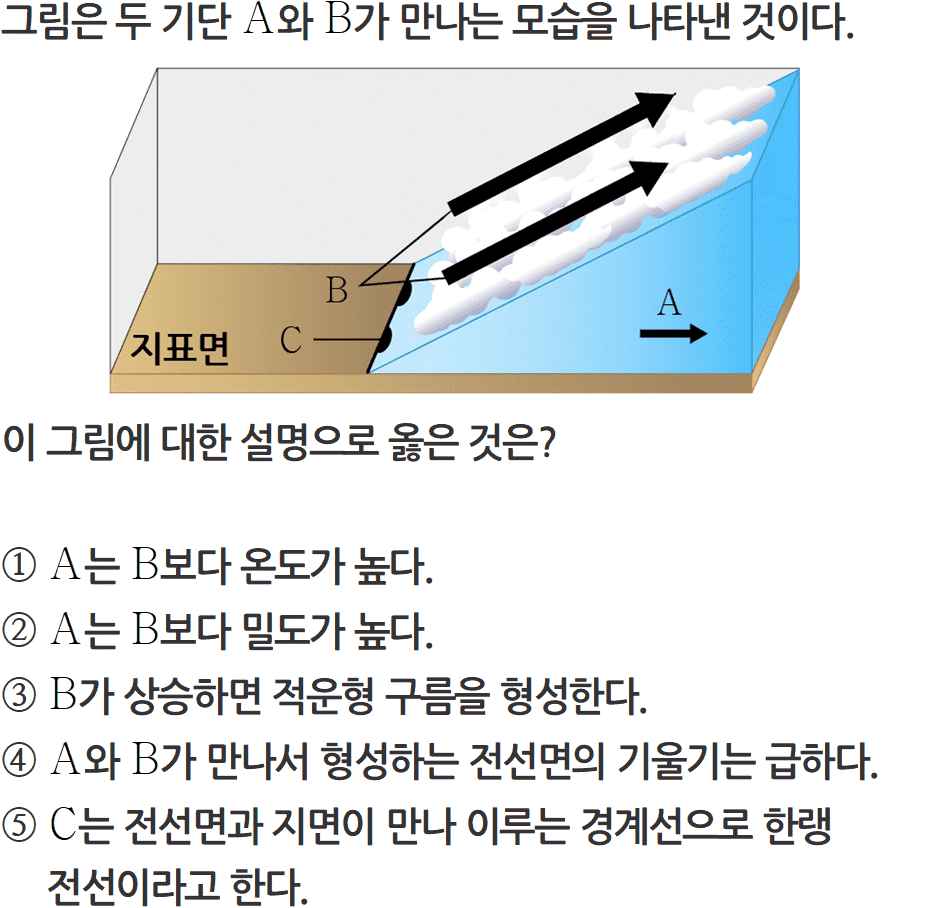 그림은 두 기단 A와 B가 만나는 모습을 나타낸 것이다.
B
A
C
지표면
이 그림에 대한 설명으로 옳은 것은?
① A는 B보다 온도가 높다.
② A는 B보다 밀도가 높다.
③ B가 상승하면 적운형 구름을 형성한다.
④ A와 B가 만나서 형성하는 전선면의 기울기는 급하다.
⑤ C는 전선면과 지면이 만나 이루는 경계선으로 한랭
전선이라고 한다.